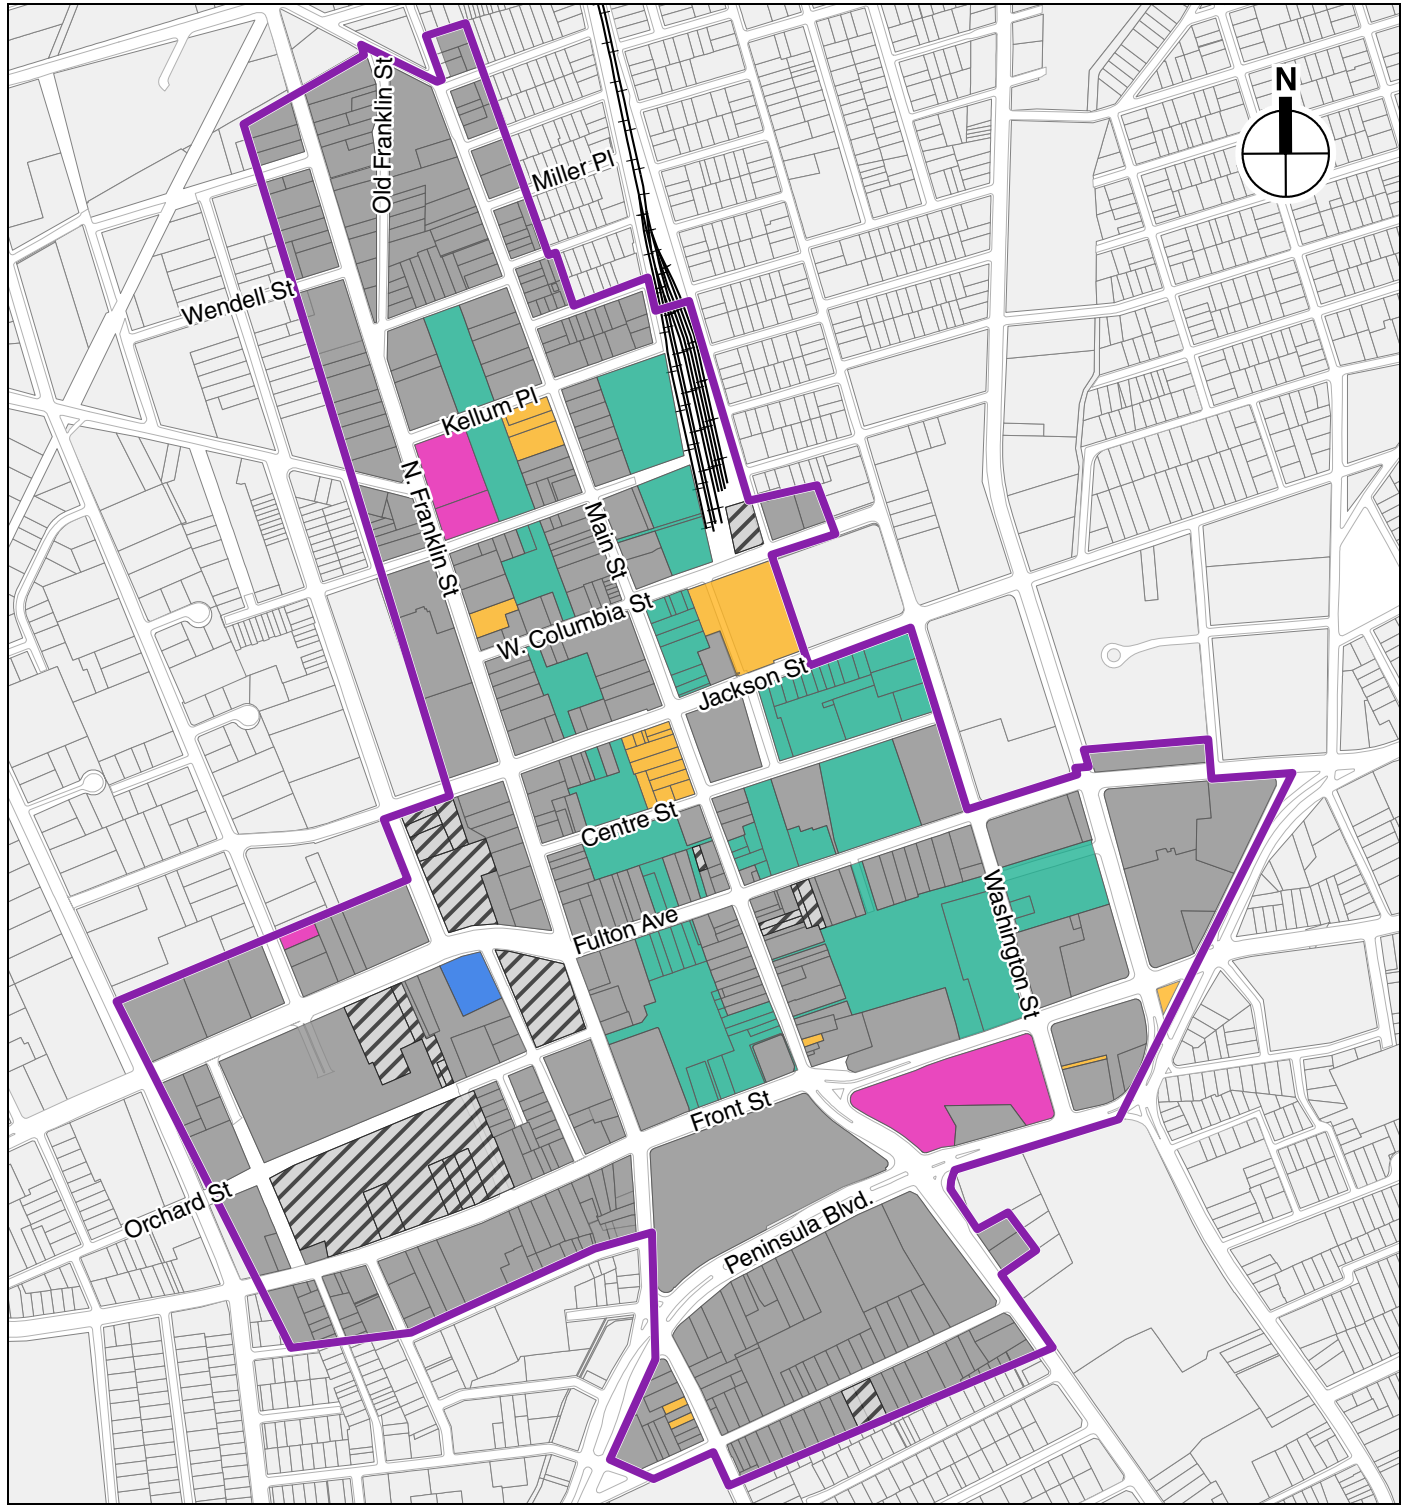 N
Old Franklin St
Miller Pl
Wendell St
Kellum Pl
N. Franklin St
Main St
W. Columbia St
Jackson St
Centre St
Fulton Ave
Washington St
Front St
Orchard St
Peninsula Blvd.